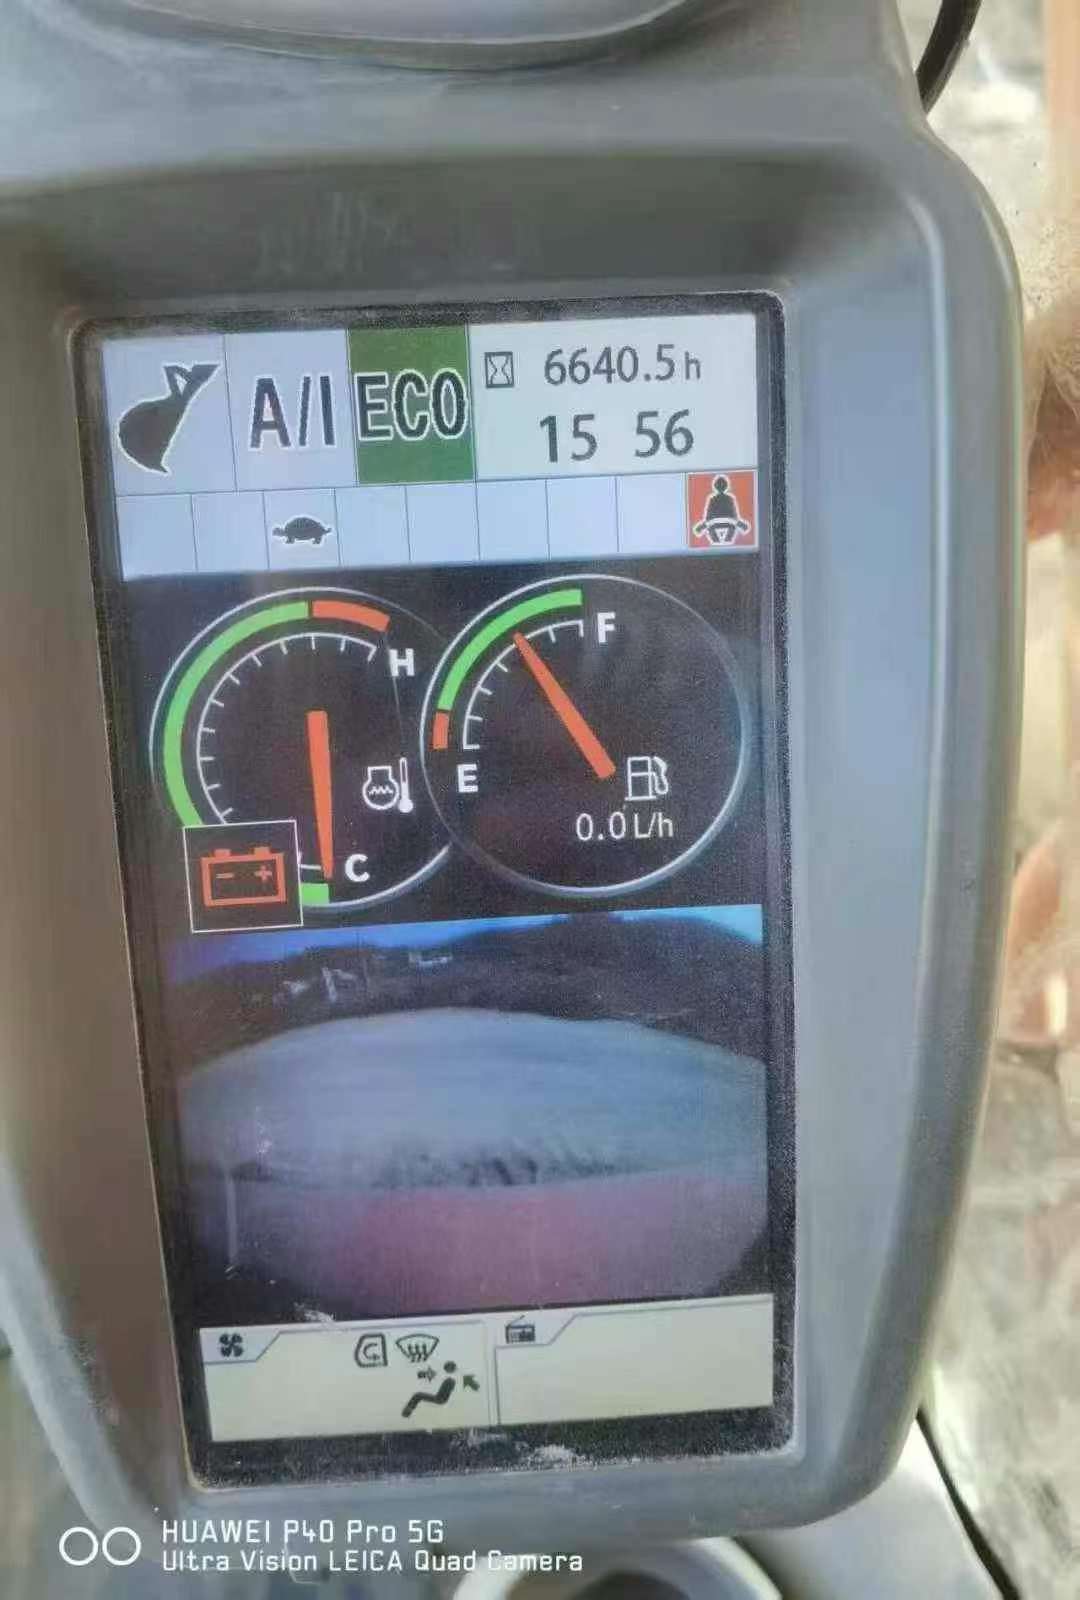 A/I ECO 6640.5h
15 56
H F
E
0.0L/h
C
HUAWEI P40 Pro 5G
Ultra Vision LEICA Quad Camera